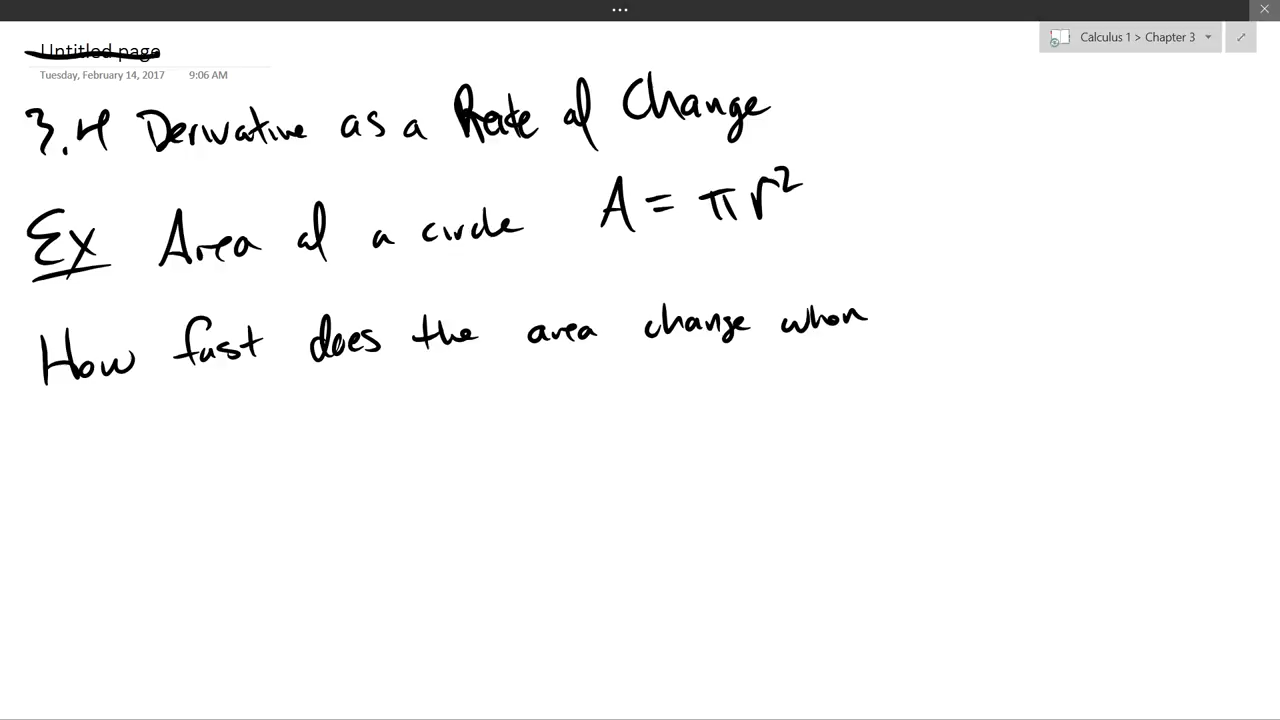 Untitled page
Calculus 1 > Chapter 3
Tuesday, February 14, 2017 9:06 AM
3.4 Derivative as a Rate of Change
Ex Area of a circle A = πr²
How fast does the area change when